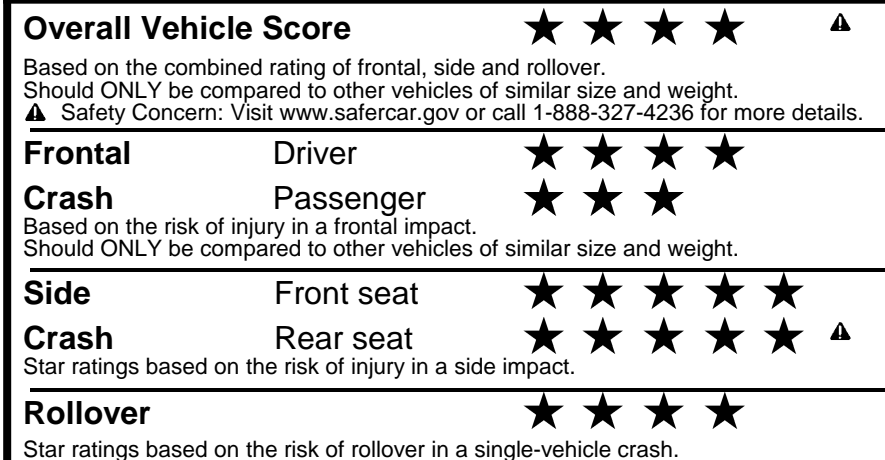 Overall Vehicle Score ★ ★ ★ ★ ⚠
Based on the combined rating of frontal, side and rollover.
Should ONLY be compared to other vehicles of similar size and weight.
⚠ Safety Concern: Visit www.safercar.gov or call 1-888-327-4236 for more details.
Frontal Driver ★ ★ ★ ★
Crash Passenger ★ ★ ★
Based on the risk of injury in a frontal impact.
Should ONLY be compared to other vehicles of similar size and weight.
Side Front seat ★ ★ ★ ★ ★
Crash Rear seat ★ ★ ★ ★ ★ ⚠
Star ratings based on the risk of injury in a side impact.
Rollover ★ ★ ★ ★
Star ratings based on the risk of rollover in a single-vehicle crash.